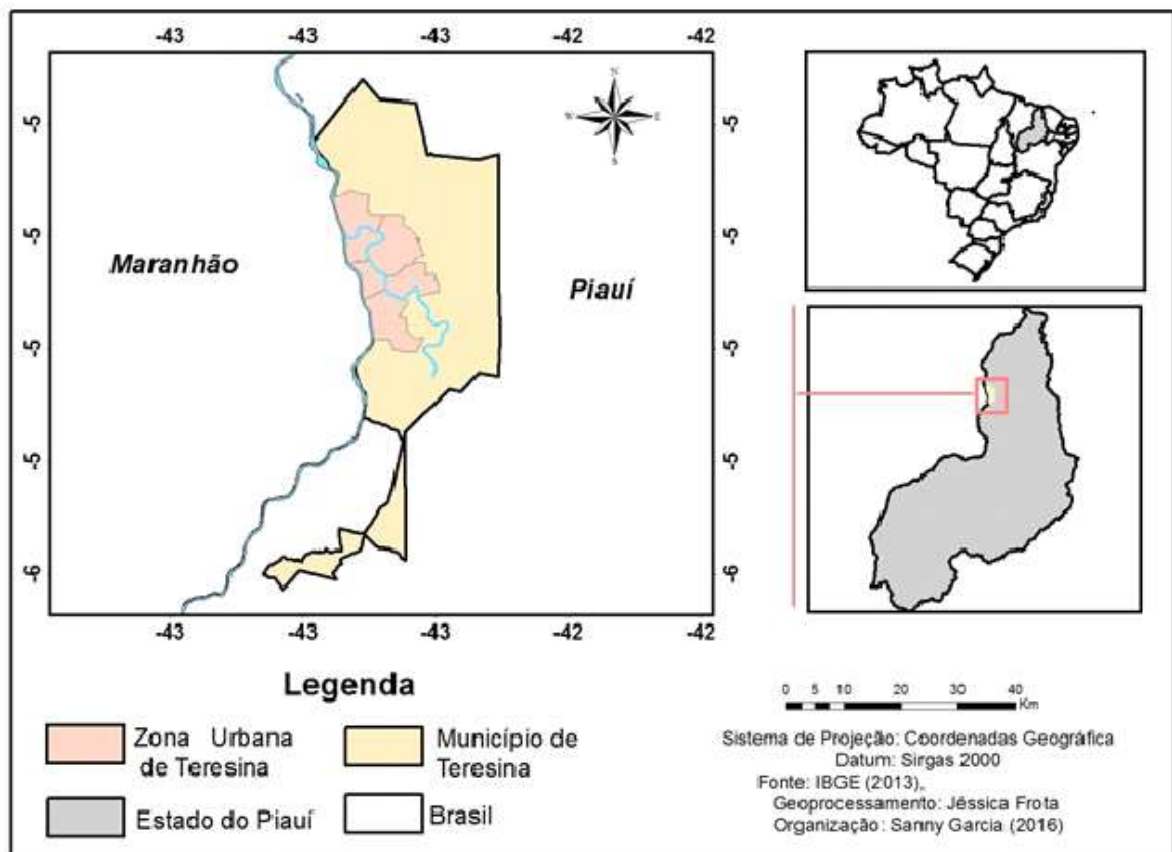 -43 -43 -43 -42 -42
N
W E
S
-5
-5
-5
-5
-6
Maranhão
Piauí
-5
-5
-5
-5
-6
-43 -43 -43 -42 -42
Legenda
Zona Urbana
de Teresina
Município de
Teresina
Estado do Piauí
Brasil
0 5 10 20 30 40
Km
Sistema de Projeção: Coordenadas Geográfica
Datum: Sirgas 2000
Fonte: IBGE (2013),
Geoprocessamento: Jéssica Frota
Organização: Sanny Garcia (2016)